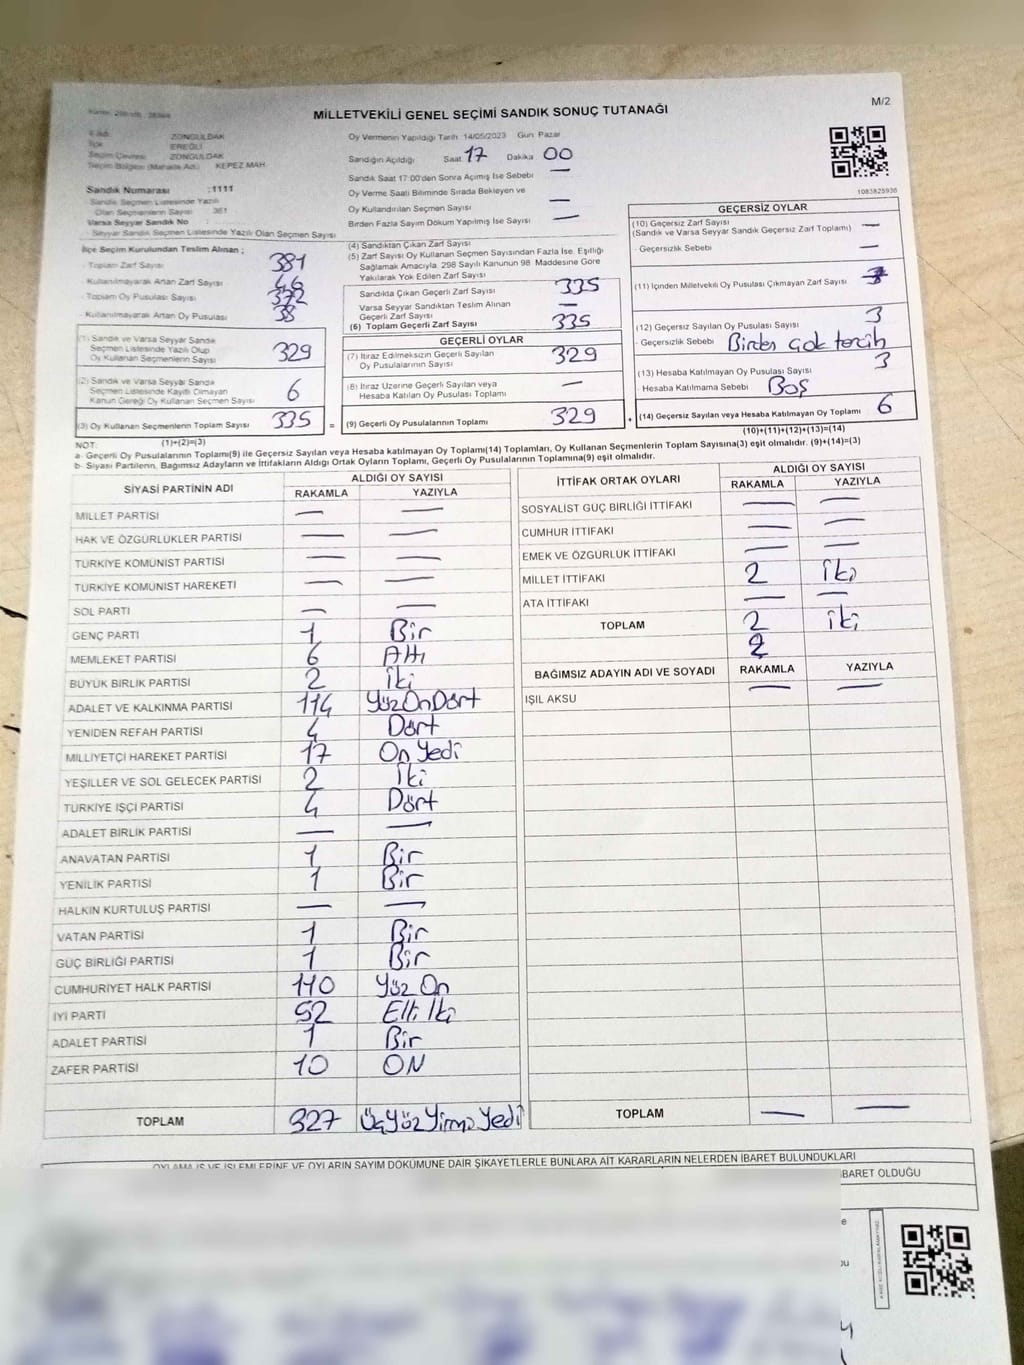 M/2
MİLLETVEKİLİ GENEL SEÇİMİ SANDIK SONUÇ TUTANAĞI
ZONGULDAK
EREĞLİ
ZONGULDAK
KEPEZ MAH.
Sandık Numarası :1111
Sandık Seçmen Listesinde Yazılı
Olan Seçmenlerin Sayısı 361
Varsa Seyyar Sandık No :
Seyyar Sandık Seçmen Listesinde Yazılı Olan Seçmen Sayısı
İlçe Seçim Kurulundan Teslim Alınan ;
- Toplam Zarf Sayısı 381
- Kullanılmayarak Artan Zarf Sayısı
- Toplam Oy Pusulası Sayısı 372
- Kullanılmayarak Artan Oy Pusulası 38
(1) Sandık ve Varsa Seyyar Sandık
Seçmen Listesinde Yazılı Olup
Oy Kullanan Seçmenlerin Sayısı 329
(2) Sandık ve Varsa Seyyar Sandık
Seçmen Listesinde Kayıtlı Olmayan
Kanun Gereği Oy Kullanan Seçmen Sayısı 6
(3) Oy Kullanan Seçmenlerin Toplam Sayısı 335 =
Oy Vermenin Yapıldığı Tarih 14/05/2023 Gün Pazar
Sandığın Açıldığı Saat 17 Dakika 00
Sandık Saat 17:00'den Sonra Açılmış İse Sebebi —
Oy Verme Saati Bitiminde Sırada Bekleyen ve
Oy Kullandırılan Seçmen Sayısı —
Birden Fazla Sayım Döküm Yapılmış İse Sayısı —
(4) Sandıktan Çıkan Zarf Sayısı
(5) Zarf Sayısı Oy Kullanan Seçmen Sayısından Fazla İse, Eşitliği
Sağlamak Amacıyla, 298 Sayılı Kanunun 98. Maddesine Göre
Yakılarak Yok Edilen Zarf Sayısı
Sandıkta Çıkan Geçerli Zarf Sayısı 335
Varsa Seyyar Sandıktan Teslim Alınan
Geçerli Zarf Sayısı —
(6) Toplam Geçerli Zarf Sayısı 335
GEÇERLİ OYLAR
(7) İtiraz Edilmeksizin Geçerli Sayılan
Oy Pusulalarının Sayısı 329
(8) İtiraz Üzerine Geçerli Sayılan veya
Hesaba Katılan Oy Pusulası Toplamı —
(9) Geçerli Oy Pusulalarının Toplamı 329 +
1083825936
GEÇERSİZ OYLAR
(10) Geçersiz Zarf Sayısı
(Sandık ve Varsa Seyyar Sandık Geçersiz Zarf Toplamı) —
- Geçersizlik Sebebi —
(11) İçinden Milletvekili Oy Pusulası Çıkmayan Zarf Sayısı
(12) Geçersiz Sayılan Oy Pusulası Sayısı 3
- Geçersizlik Sebebi Birden çok tercih
(13) Hesaba Katılmayan Oy Pusulası Sayısı 3
- Hesaba Katılmama Sebebi Boş
(14) Geçersiz Sayılan veya Hesaba Katılmayan Oy Toplamı 6
(10)+(11)+(12)+(13)=(14)
NOT: (1)+(2)=(3)
a- Geçerli Oy Pusulalarının Toplamı(9) ile Geçersiz Sayılan veya Hesaba katılmayan Oy Toplamı(14) Toplamları, Oy Kullanan Seçmenlerin Toplam Sayısına(3) eşit olmalıdır. (9)+(14)=(3)
b- Siyasi Partilerin, Bağımsız Adayların ve İttifakların Aldığı Ortak Oyların Toplamı, Geçerli Oy Pusulalarının Toplamına(9) eşit olmalıdır.
SİYASİ PARTİNİN ADI ALDIĞI OY SAYISI
RAKAMLA YAZIYLA
MİLLET PARTİSİ — —
HAK VE ÖZGÜRLÜKLER PARTİSİ — —
TÜRKİYE KOMÜNİST PARTİSİ — —
TÜRKİYE KOMÜNİST HAREKETİ — —
SOL PARTİ — —
GENÇ PARTİ 1 Bir
MEMLEKET PARTİSİ 6 Altı
BÜYÜK BİRLİK PARTİSİ 2 İki
ADALET VE KALKINMA PARTİSİ 114 YüzOnDört
YENİDEN REFAH PARTİSİ 4 Dört
MİLLİYETÇİ HAREKET PARTİSİ 17 On yedi
YEŞİLLER VE SOL GELECEK PARTİSİ 2 İki
TÜRKİYE İŞÇİ PARTİSİ 4 Dört
ADALET BİRLİK PARTİSİ — —
ANAVATAN PARTİSİ 1 Bir
YENİLİK PARTİSİ 1 Bir
HALKIN KURTULUŞ PARTİSİ — —
VATAN PARTİSİ 1 Bir
GÜÇ BİRLİĞİ PARTİSİ 1 Bir
CUMHURİYET HALK PARTİSİ 110 Yüz On
İYİ PARTİ 52 Elli İki
ADALET PARTİSİ 1 Bir
ZAFER PARTİSİ 10 ON
TOPLAM 327 ÜçYüzYirmiYedi
İTTİFAK ORTAK OYLARI ALDIĞI OY SAYISI
RAKAMLA YAZIYLA
SOSYALİST GÜÇ BİRLİĞİ İTTİFAKI — —
CUMHUR İTTİFAKI — —
EMEK VE ÖZGÜRLÜK İTTİFAKI — —
MİLLET İTTİFAKI 2 İki
ATA İTTİFAKI — —
TOPLAM 2 iki
2
BAĞIMSIZ ADAYIN ADI VE SOYADI RAKAMLA YAZIYLA
IŞIL AKSU — —
TOPLAM — —
OYLAMA İŞ VE İŞLEMLERİNE VE OYLARIN SAYIM DÖKÜMÜNE DAİR ŞİKAYETLERLE BUNLARA AİT KARARLARIN NELERDEN İBARET BULUNDUKLARI
İBARET OLDUĞU